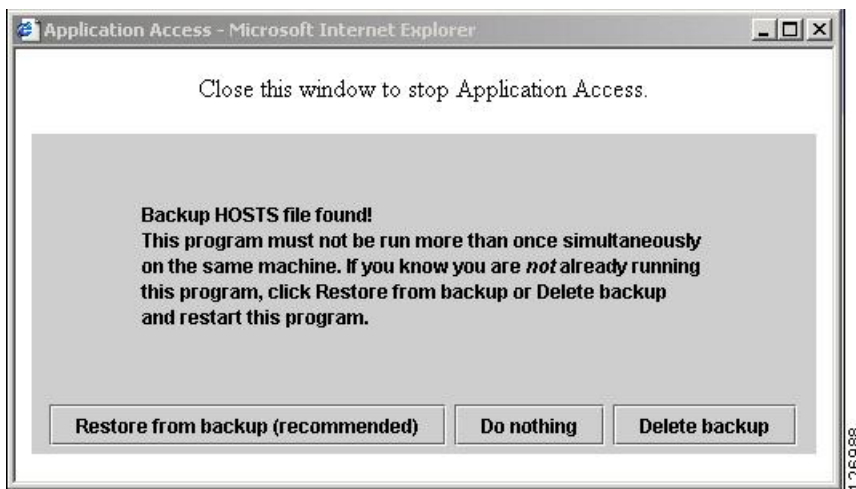 Application Access - Microsoft Internet Explorer
Close this window to stop Application Access.
Backup HOSTS file found!
This program must not be run more than once simultaneously
on the same machine. If you know you are not already running
this program, click Restore from backup or Delete backup
and restart this program.
Restore from backup (recommended)
Do nothing
Delete backup
126988